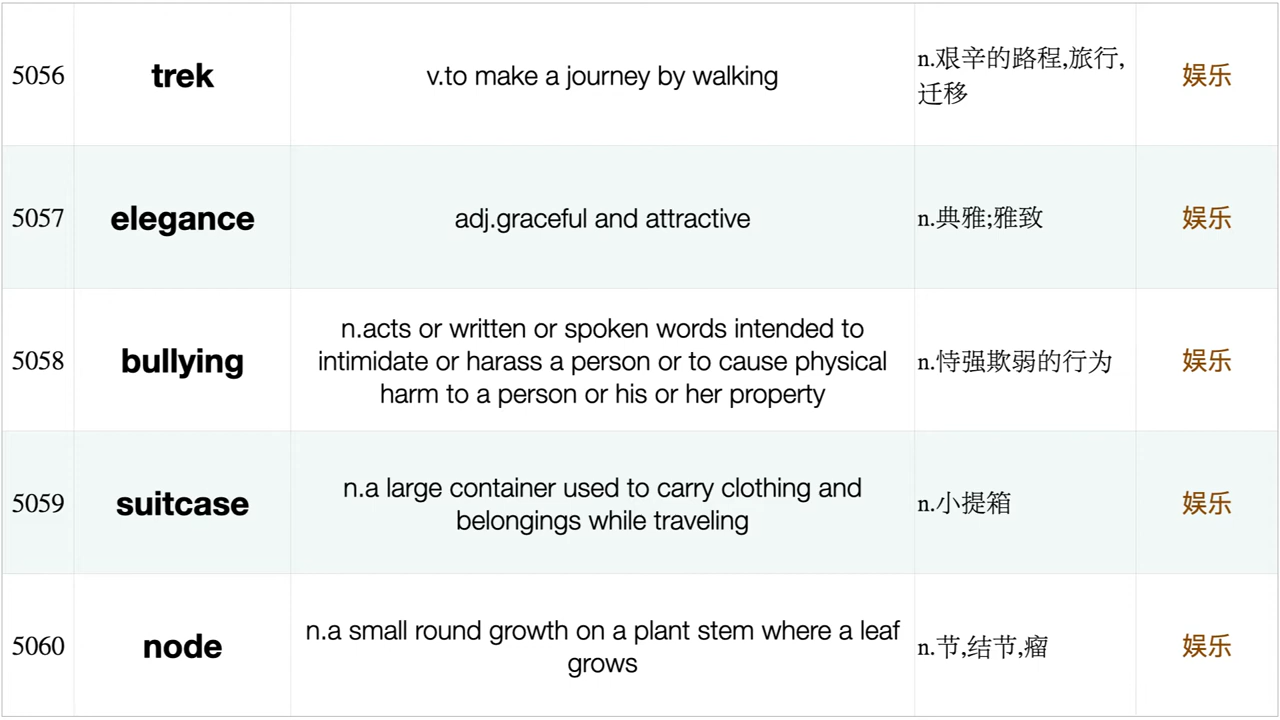 5056 trek v.to make a journey by walking n.艰辛的路程,旅行,迁移 娱乐
5057 elegance adj.graceful and attractive n.典雅;雅致 娱乐
5058 bullying n.acts or written or spoken words intended to intimidate or harass a person or to cause physical harm to a person or his or her property n.恃强欺弱的行为 娱乐
5059 suitcase n.a large container used to carry clothing and belongings while traveling n.小提箱 娱乐
5060 node n.a small round growth on a plant stem where a leaf grows n.节,结节,瘤 娱乐